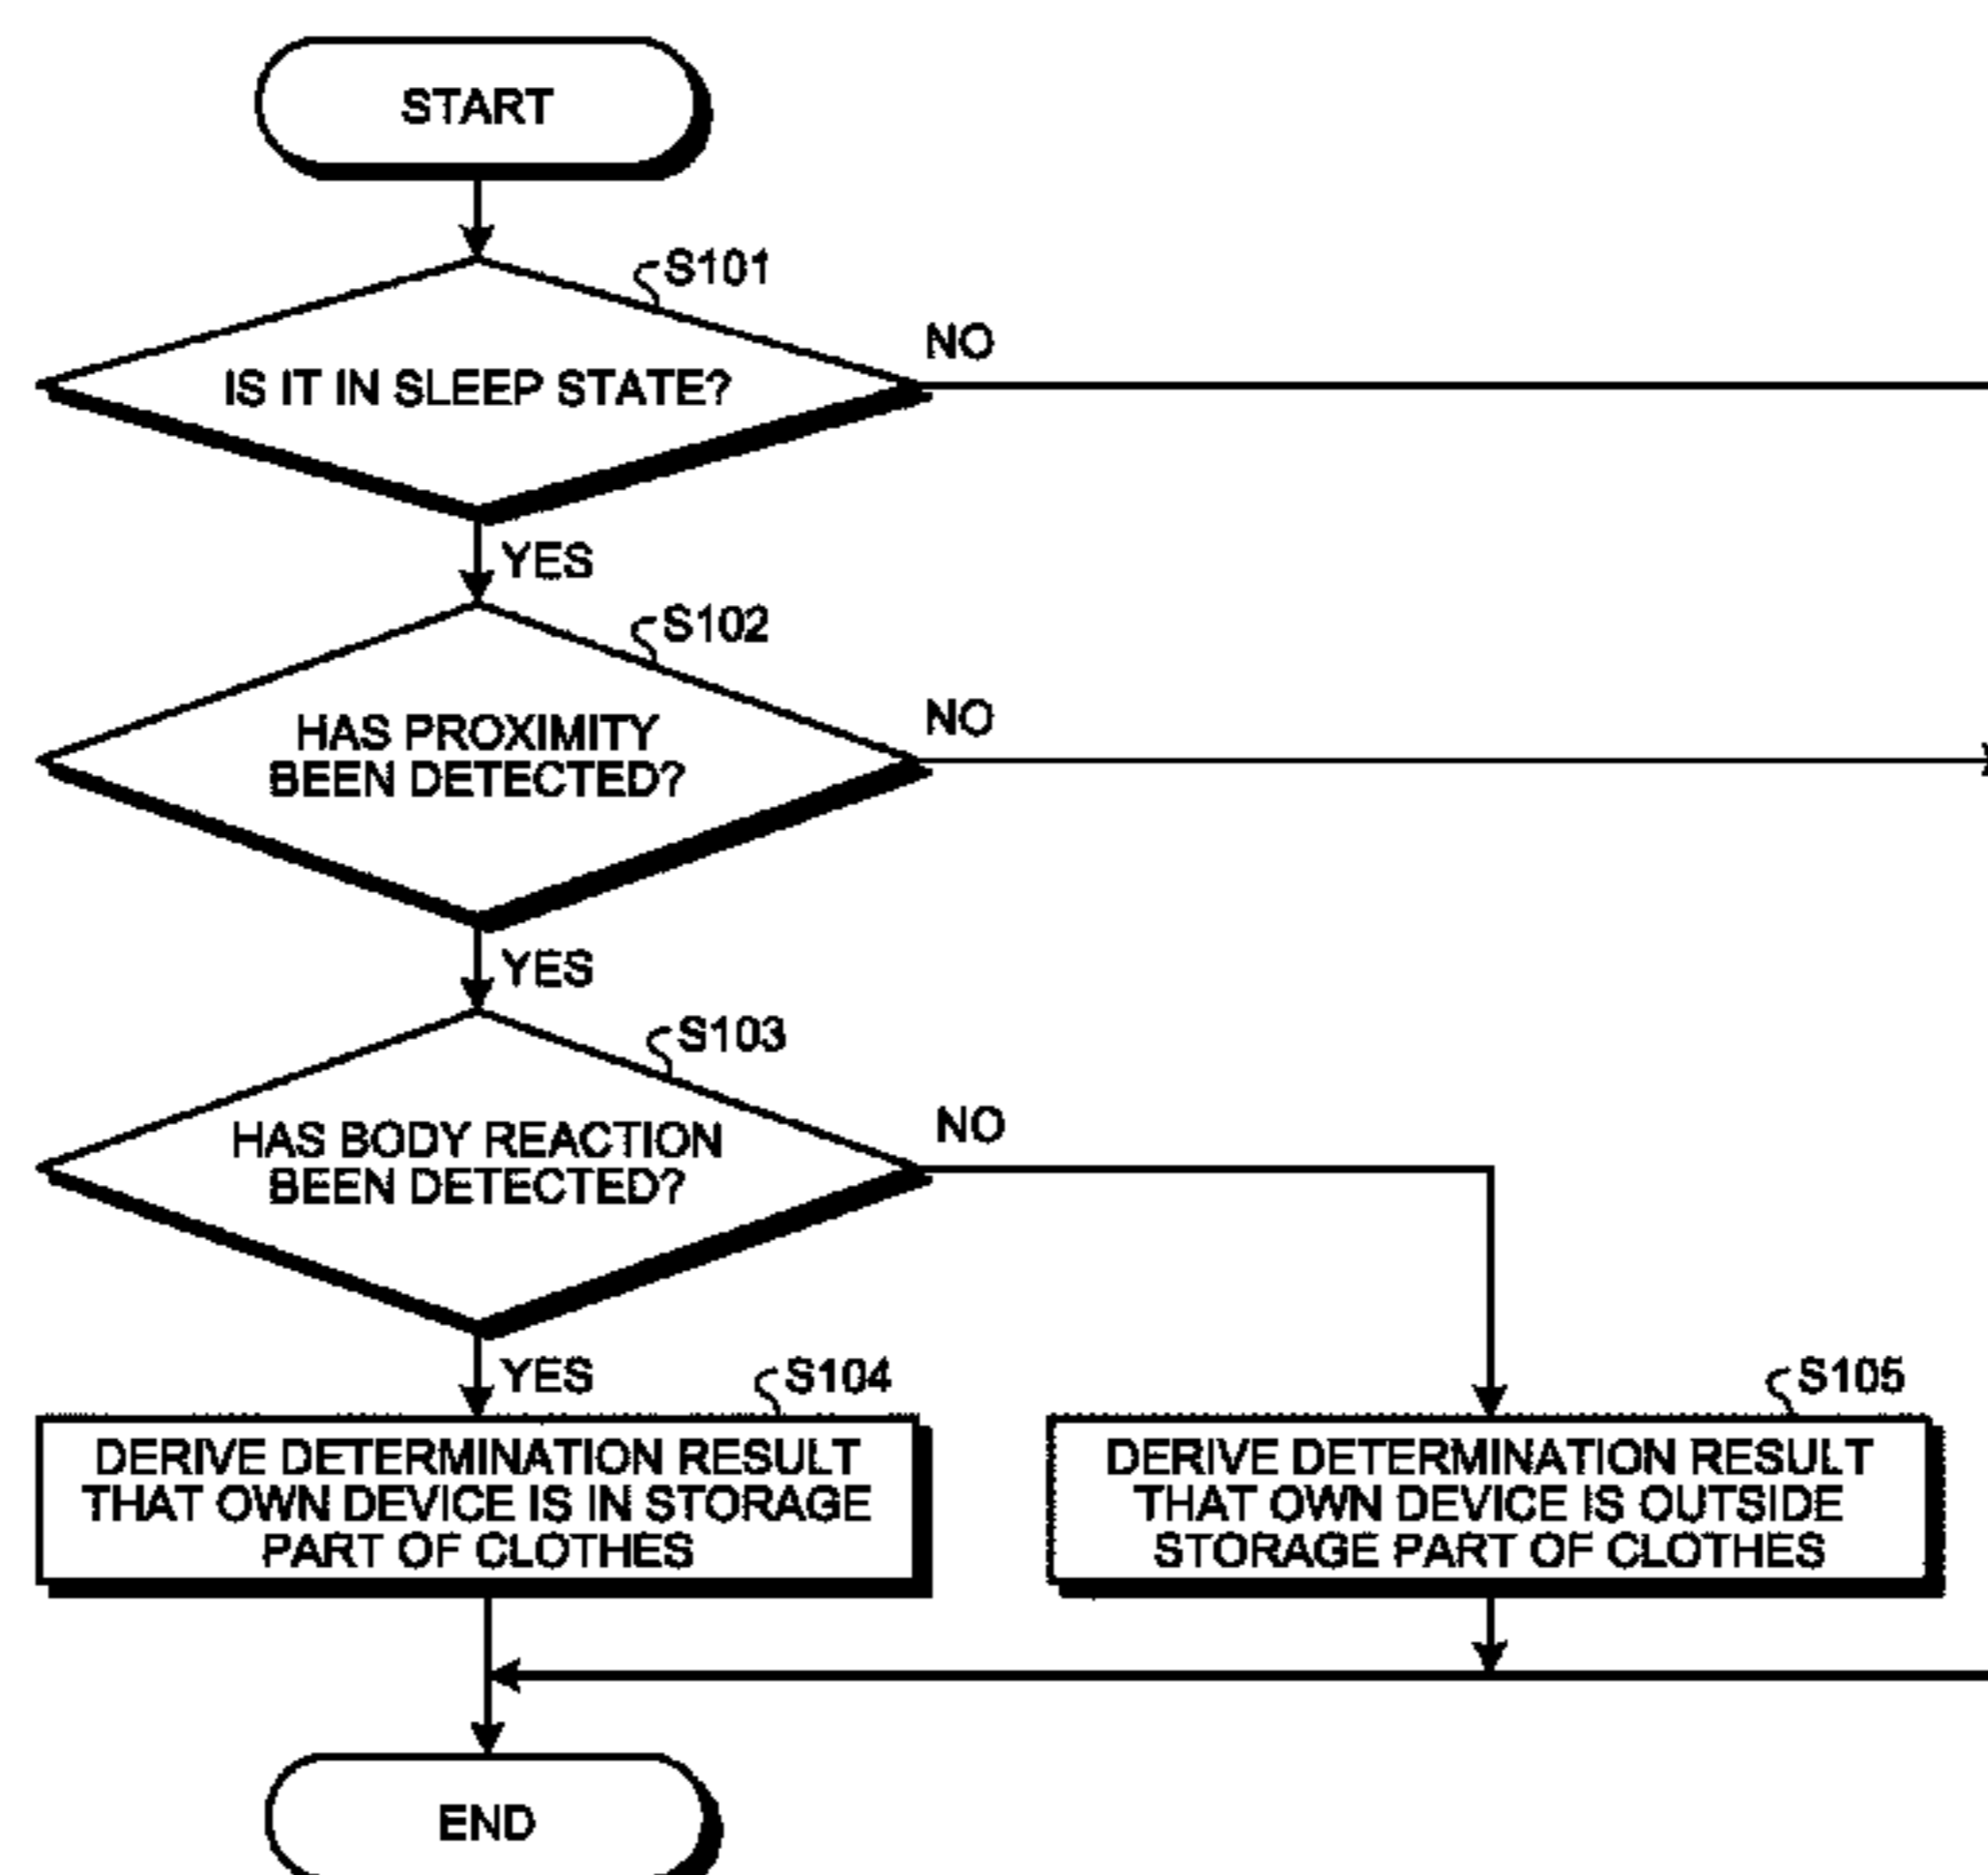 START
S101
IS IT IN SLEEP STATE?
NO
YES
S102
HAS PROXIMITY
BEEN DETECTED?
NO
YES
S103
HAS BODY REACTION
BEEN DETECTED?
NO
YES
S104
DERIVE DETERMINATION RESULT
THAT OWN DEVICE IS IN STORAGE
PART OF CLOTHES
S105
DERIVE DETERMINATION RESULT
THAT OWN DEVICE IS OUTSIDE
STORAGE PART OF CLOTHES
END